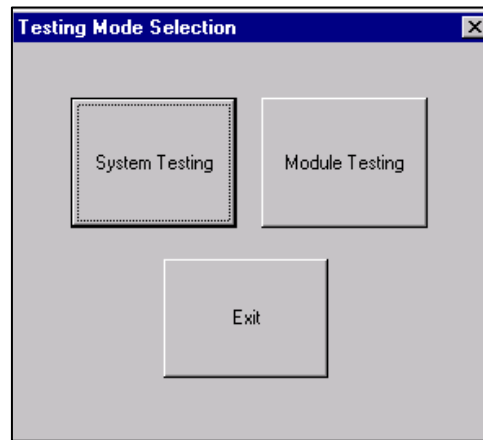 Testing Mode Selection
System Testing
Module Testing
Exit